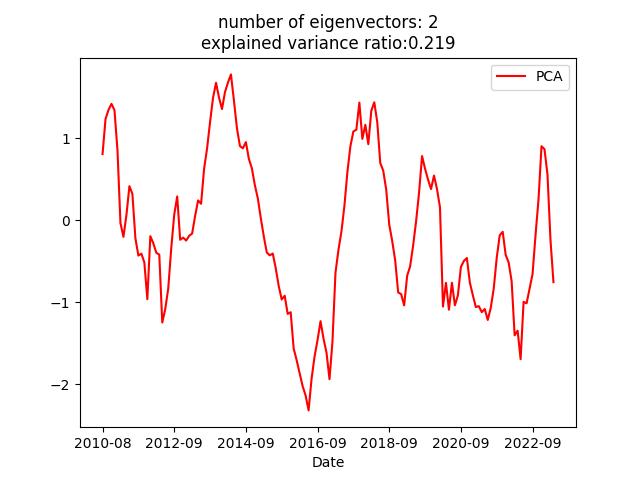 number of eigenvectors: 2
explained variance ratio:0.219
PCA
1
0
−1
−2
2010-08 2012-09 2014-09 2016-09 2018-09 2020-09 2022-09
Date